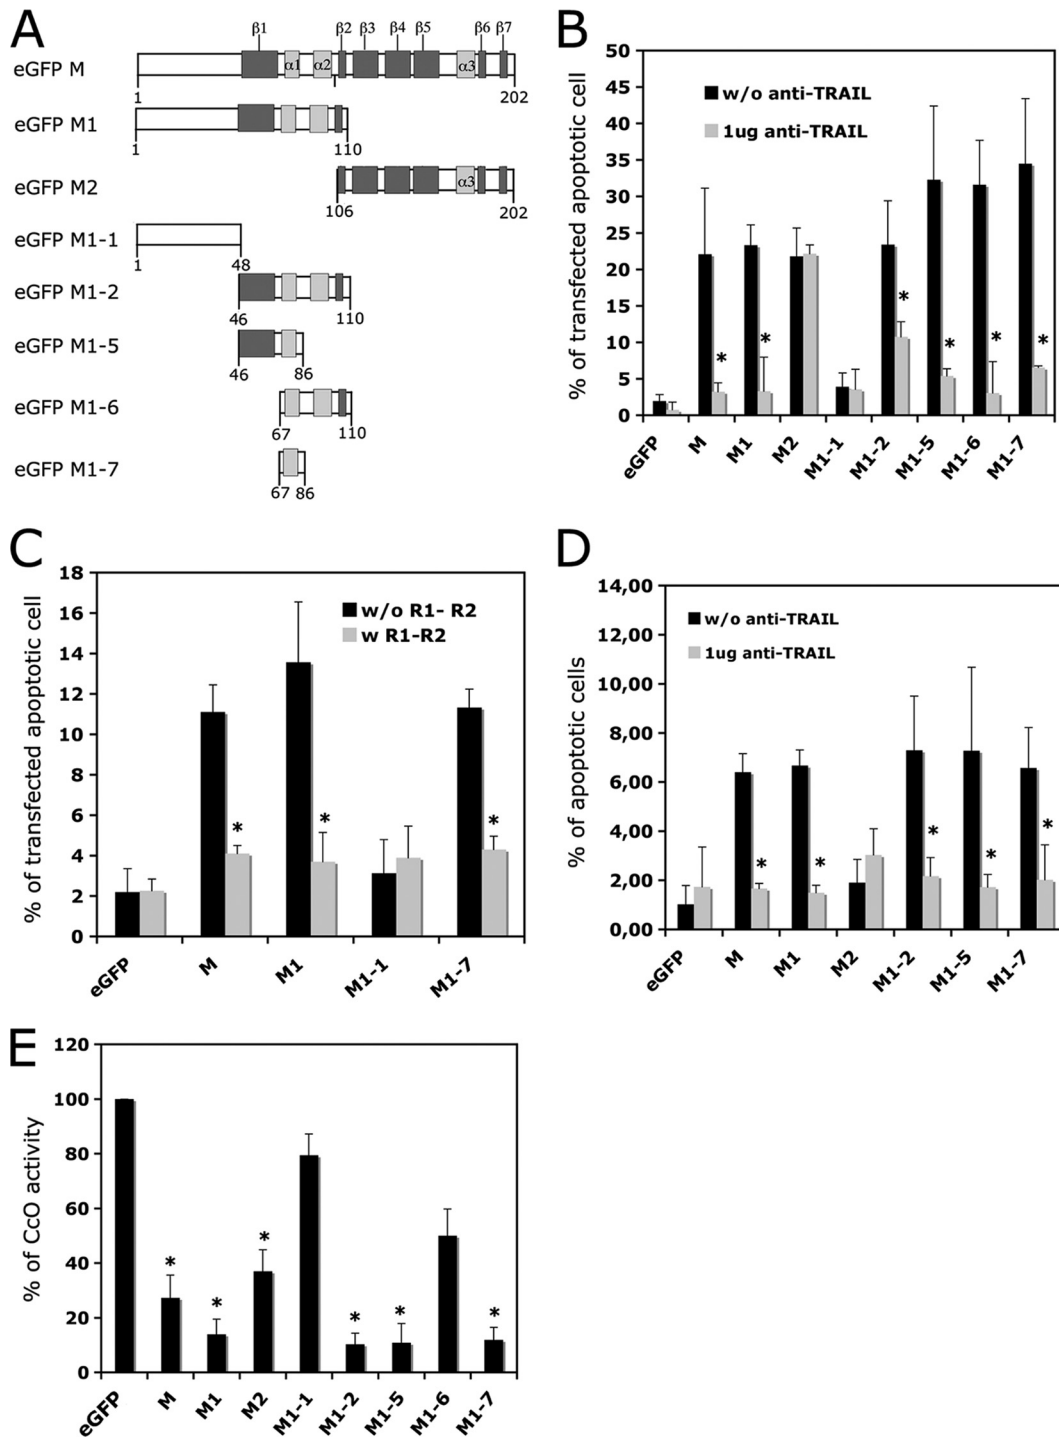 A
β1 β2 β3 β4 β5 β6 β7
eGFP M
α1 α2 α3
1 202
eGFP M1
1 110
eGFP M2
α3
106 202
eGFP M1-1
1 48
eGFP M1-2
46 110
eGFP M1-5
46 86
eGFP M1-6
67 110
eGFP M1-7
67 86
B
% of transfected apoptotic cell
50
45
40
35
30
25
20
15
10
5
0
w/o anti-TRAIL
1ug anti-TRAIL
* * * * * *
eGFP M M1 M2 M1-1 M1-2 M1-5 M1-6 M1-7
C
% of transfected apoptotic cell
18
16
14
12
10
8
6
4
2
0
w/o R1- R2
w R1-R2
* * *
eGFP M M1 M1-1 M1-7
D
% of apoptotic cells
14,00
12,00
10,00
8,00
6,00
4,00
2,00
0,00
w/o anti-TRAIL
1ug anti-TRAIL
* * * * *
eGFP M M1 M2 M1-2 M1-5 M1-7
E
% of CcO activity
120
100
80
60
40
20
0
* * * * * *
eGFP M M1 M2 M1-1 M1-2 M1-5 M1-6 M1-7